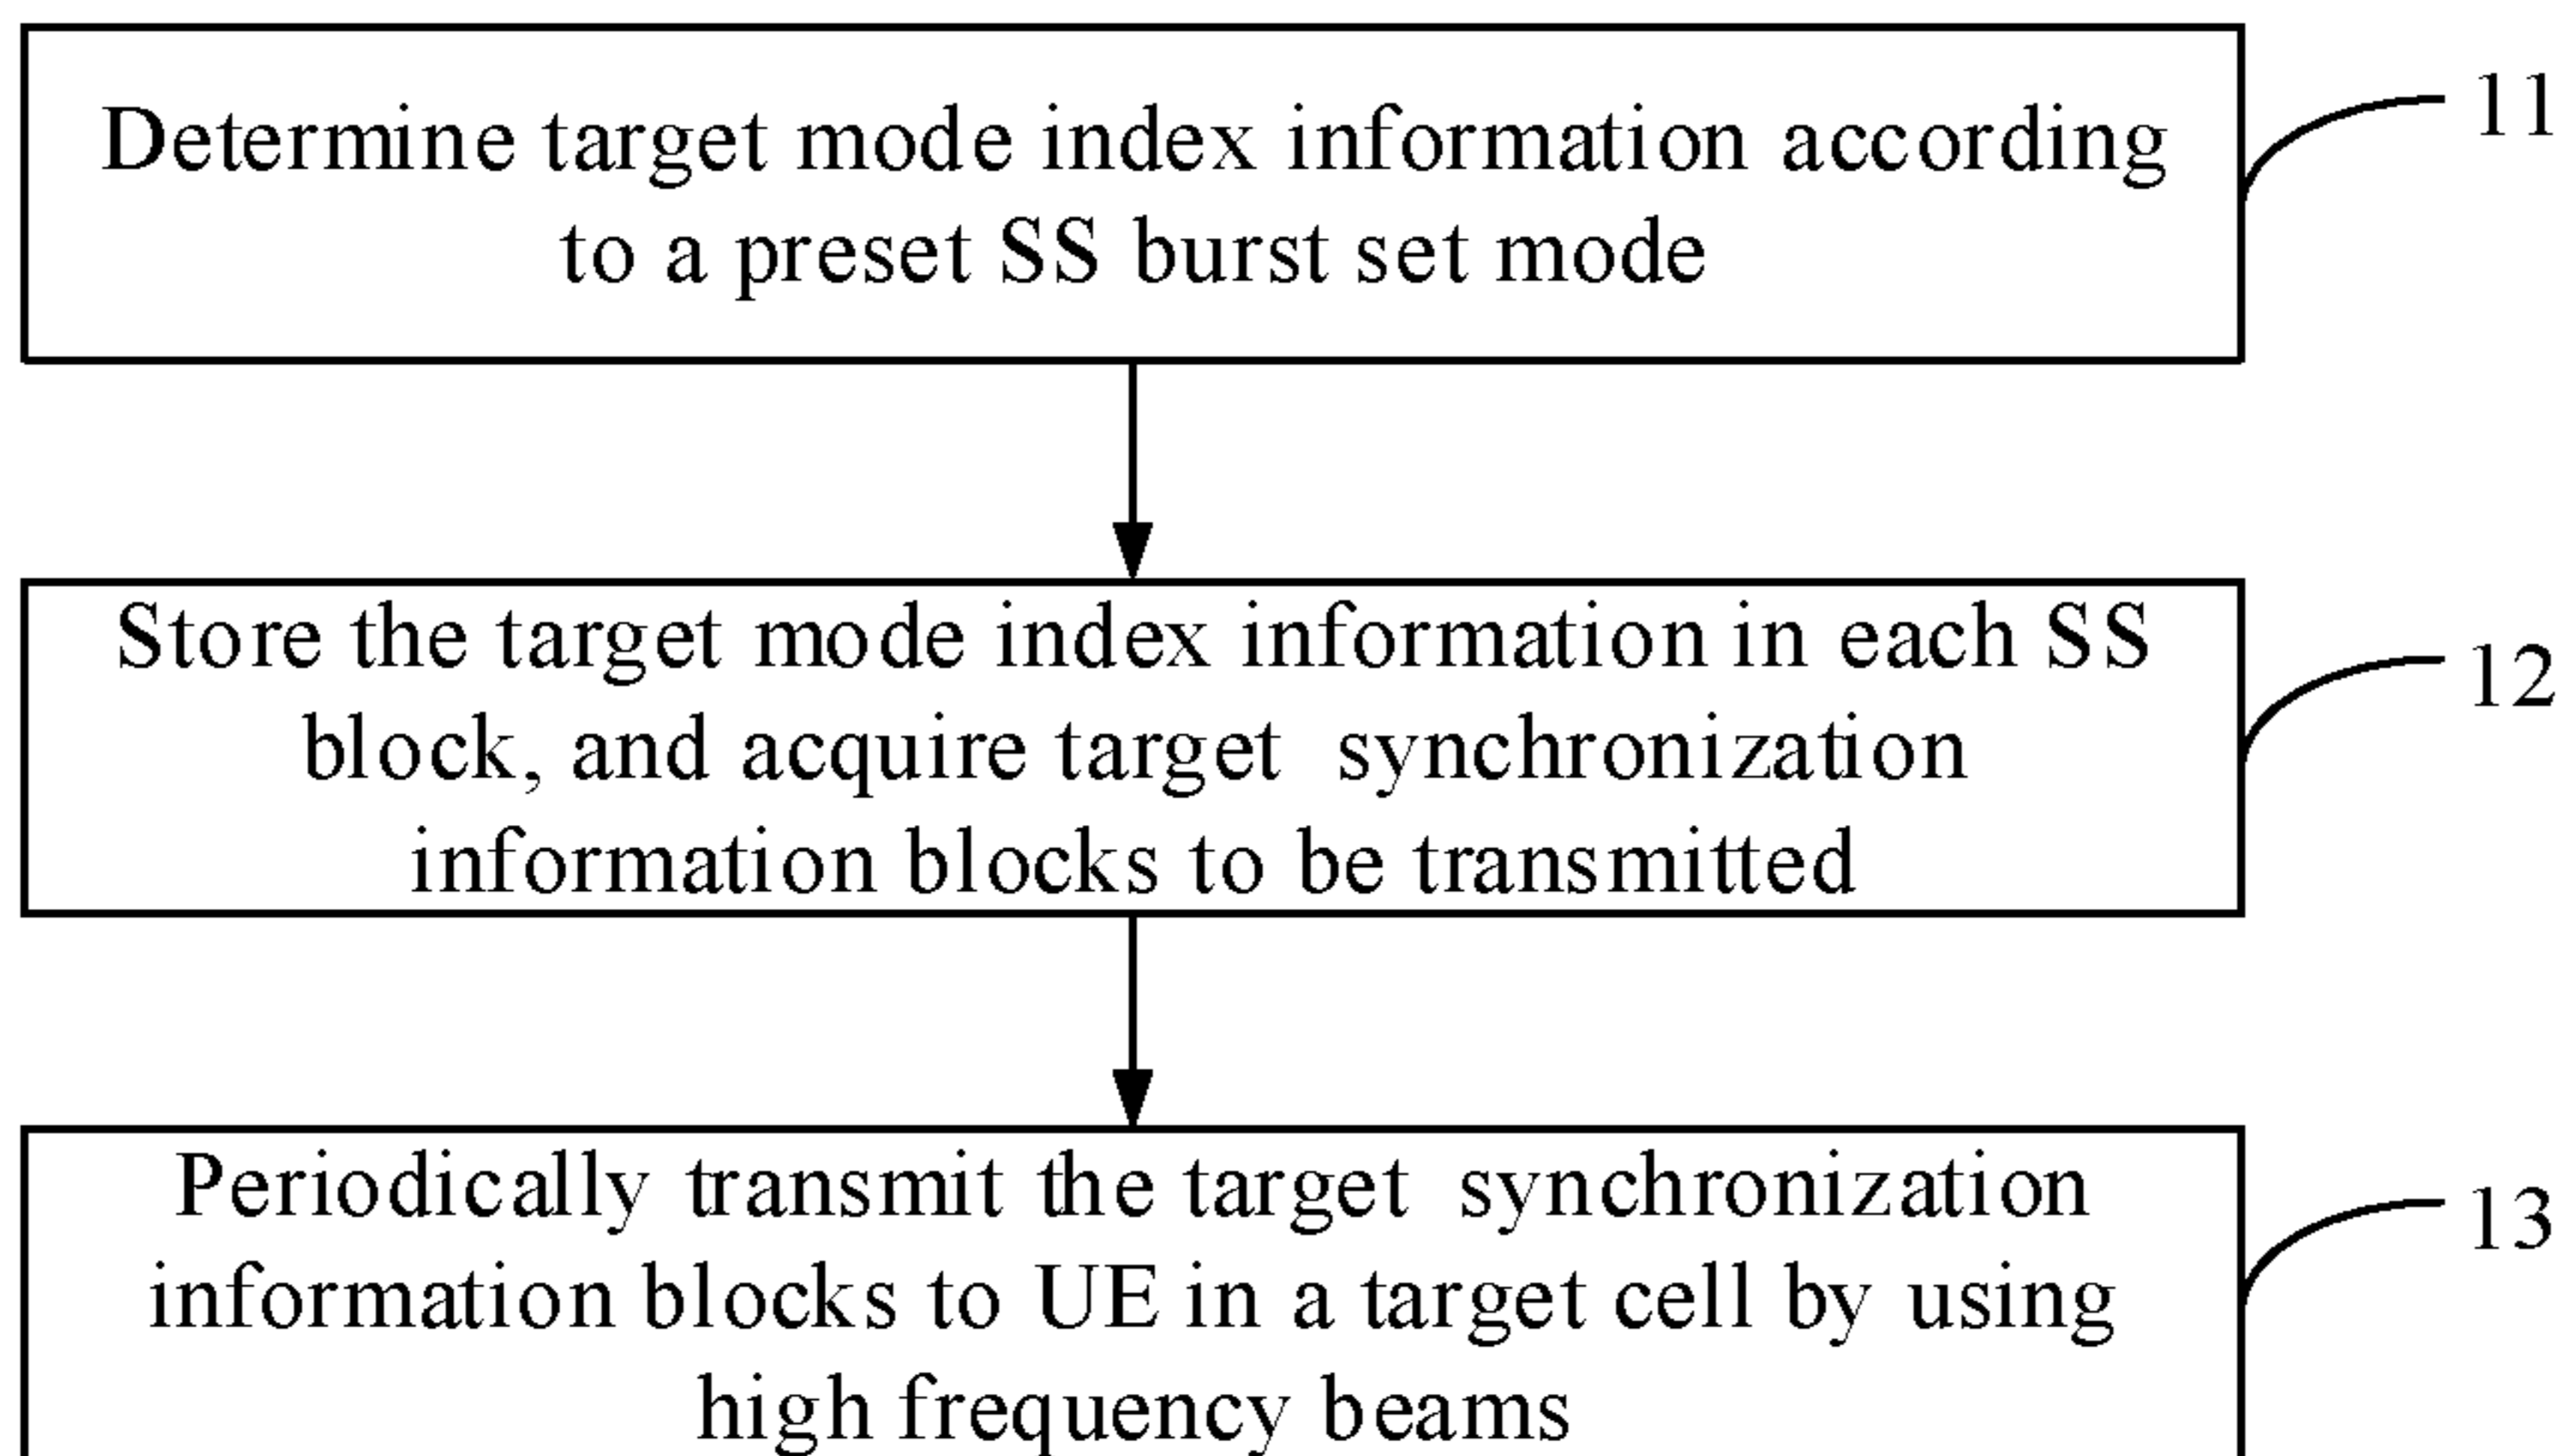 Determine target mode index information according
to a preset SS burst set mode
11
Store the target mode index information in each SS
block, and acquire target synchronization
information blocks to be transmitted
12
Periodically transmit the target synchronization
information blocks to UE in a target cell by using
high frequency beams
13